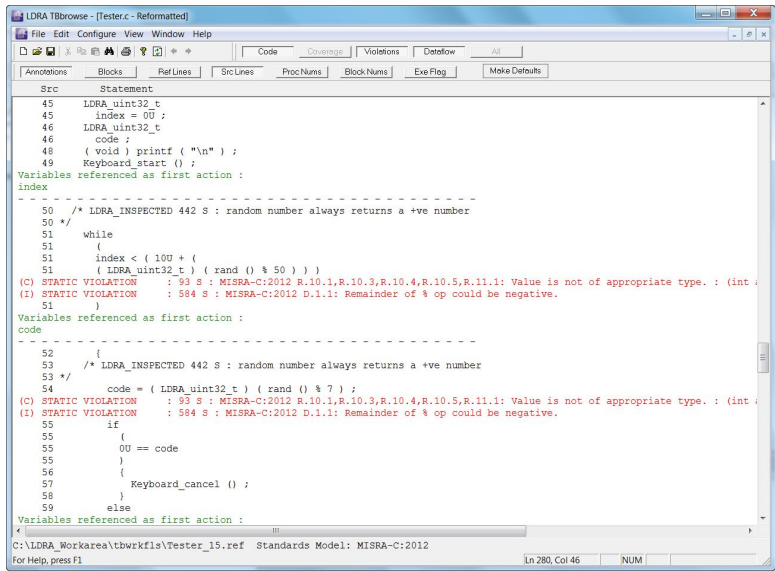 LDRA TBbrowse - [Tester.c - Reformatted]
File Edit Configure View Window Help
Code Coverage Violations Dataflow All
Annotations Blocks Ref Lines Src Lines Proc Nums Block Nums Exe Flag Make Defaults
Src Statement
45 LDRA_uint32_t
45 index = 0U ;
46 LDRA_uint32_t
46 code ;
48 ( void ) printf ( "\n" ) ;
49 Keyboard_start () ;
Variables referenced as first action :
index
- - - - - - - - - - - - - - - - - - - - - - - - - - - - - - - - - - - - - -
50 /* LDRA_INSPECTED 442 S : random number always returns a +ve number
50 */
51 while
51 (
51 index < ( 10U + (
51 ( LDRA_uint32_t ) ( rand () % 50 ) ) )
(C) STATIC VIOLATION : 93 S : MISRA-C:2012 R.10.1,R.10.3,R.10.4,R.10.5,R.11.1: Value is not of appropriate type. : (int
(I) STATIC VIOLATION : 584 S : MISRA-C:2012 D.1.1: Remainder of % op could be negative.
51 )
Variables referenced as first action :
code
- - - - - - - - - - - - - - - - - - - - - - - - - - - - - - - - - - - - - -
52 {
53 /* LDRA_INSPECTED 442 S : random number always returns a +ve number
53 */
54 code = ( LDRA_uint32_t ) ( rand () % 7 ) ;
(C) STATIC VIOLATION : 93 S : MISRA-C:2012 R.10.1,R.10.3,R.10.4,R.10.5,R.11.1: Value is not of appropriate type. : (int
(I) STATIC VIOLATION : 584 S : MISRA-C:2012 D.1.1: Remainder of % op could be negative.
55 if
55 (
55 0U == code
55 )
56 {
57 Keyboard_cancel () ;
58 }
59 else
Variables referenced as first action :
C:\LDRA_Workarea\tbwrkfls\Tester_15.ref Standards Model: MISRA-C:2012
For Help, press F1 Ln 280, Col 46 NUM